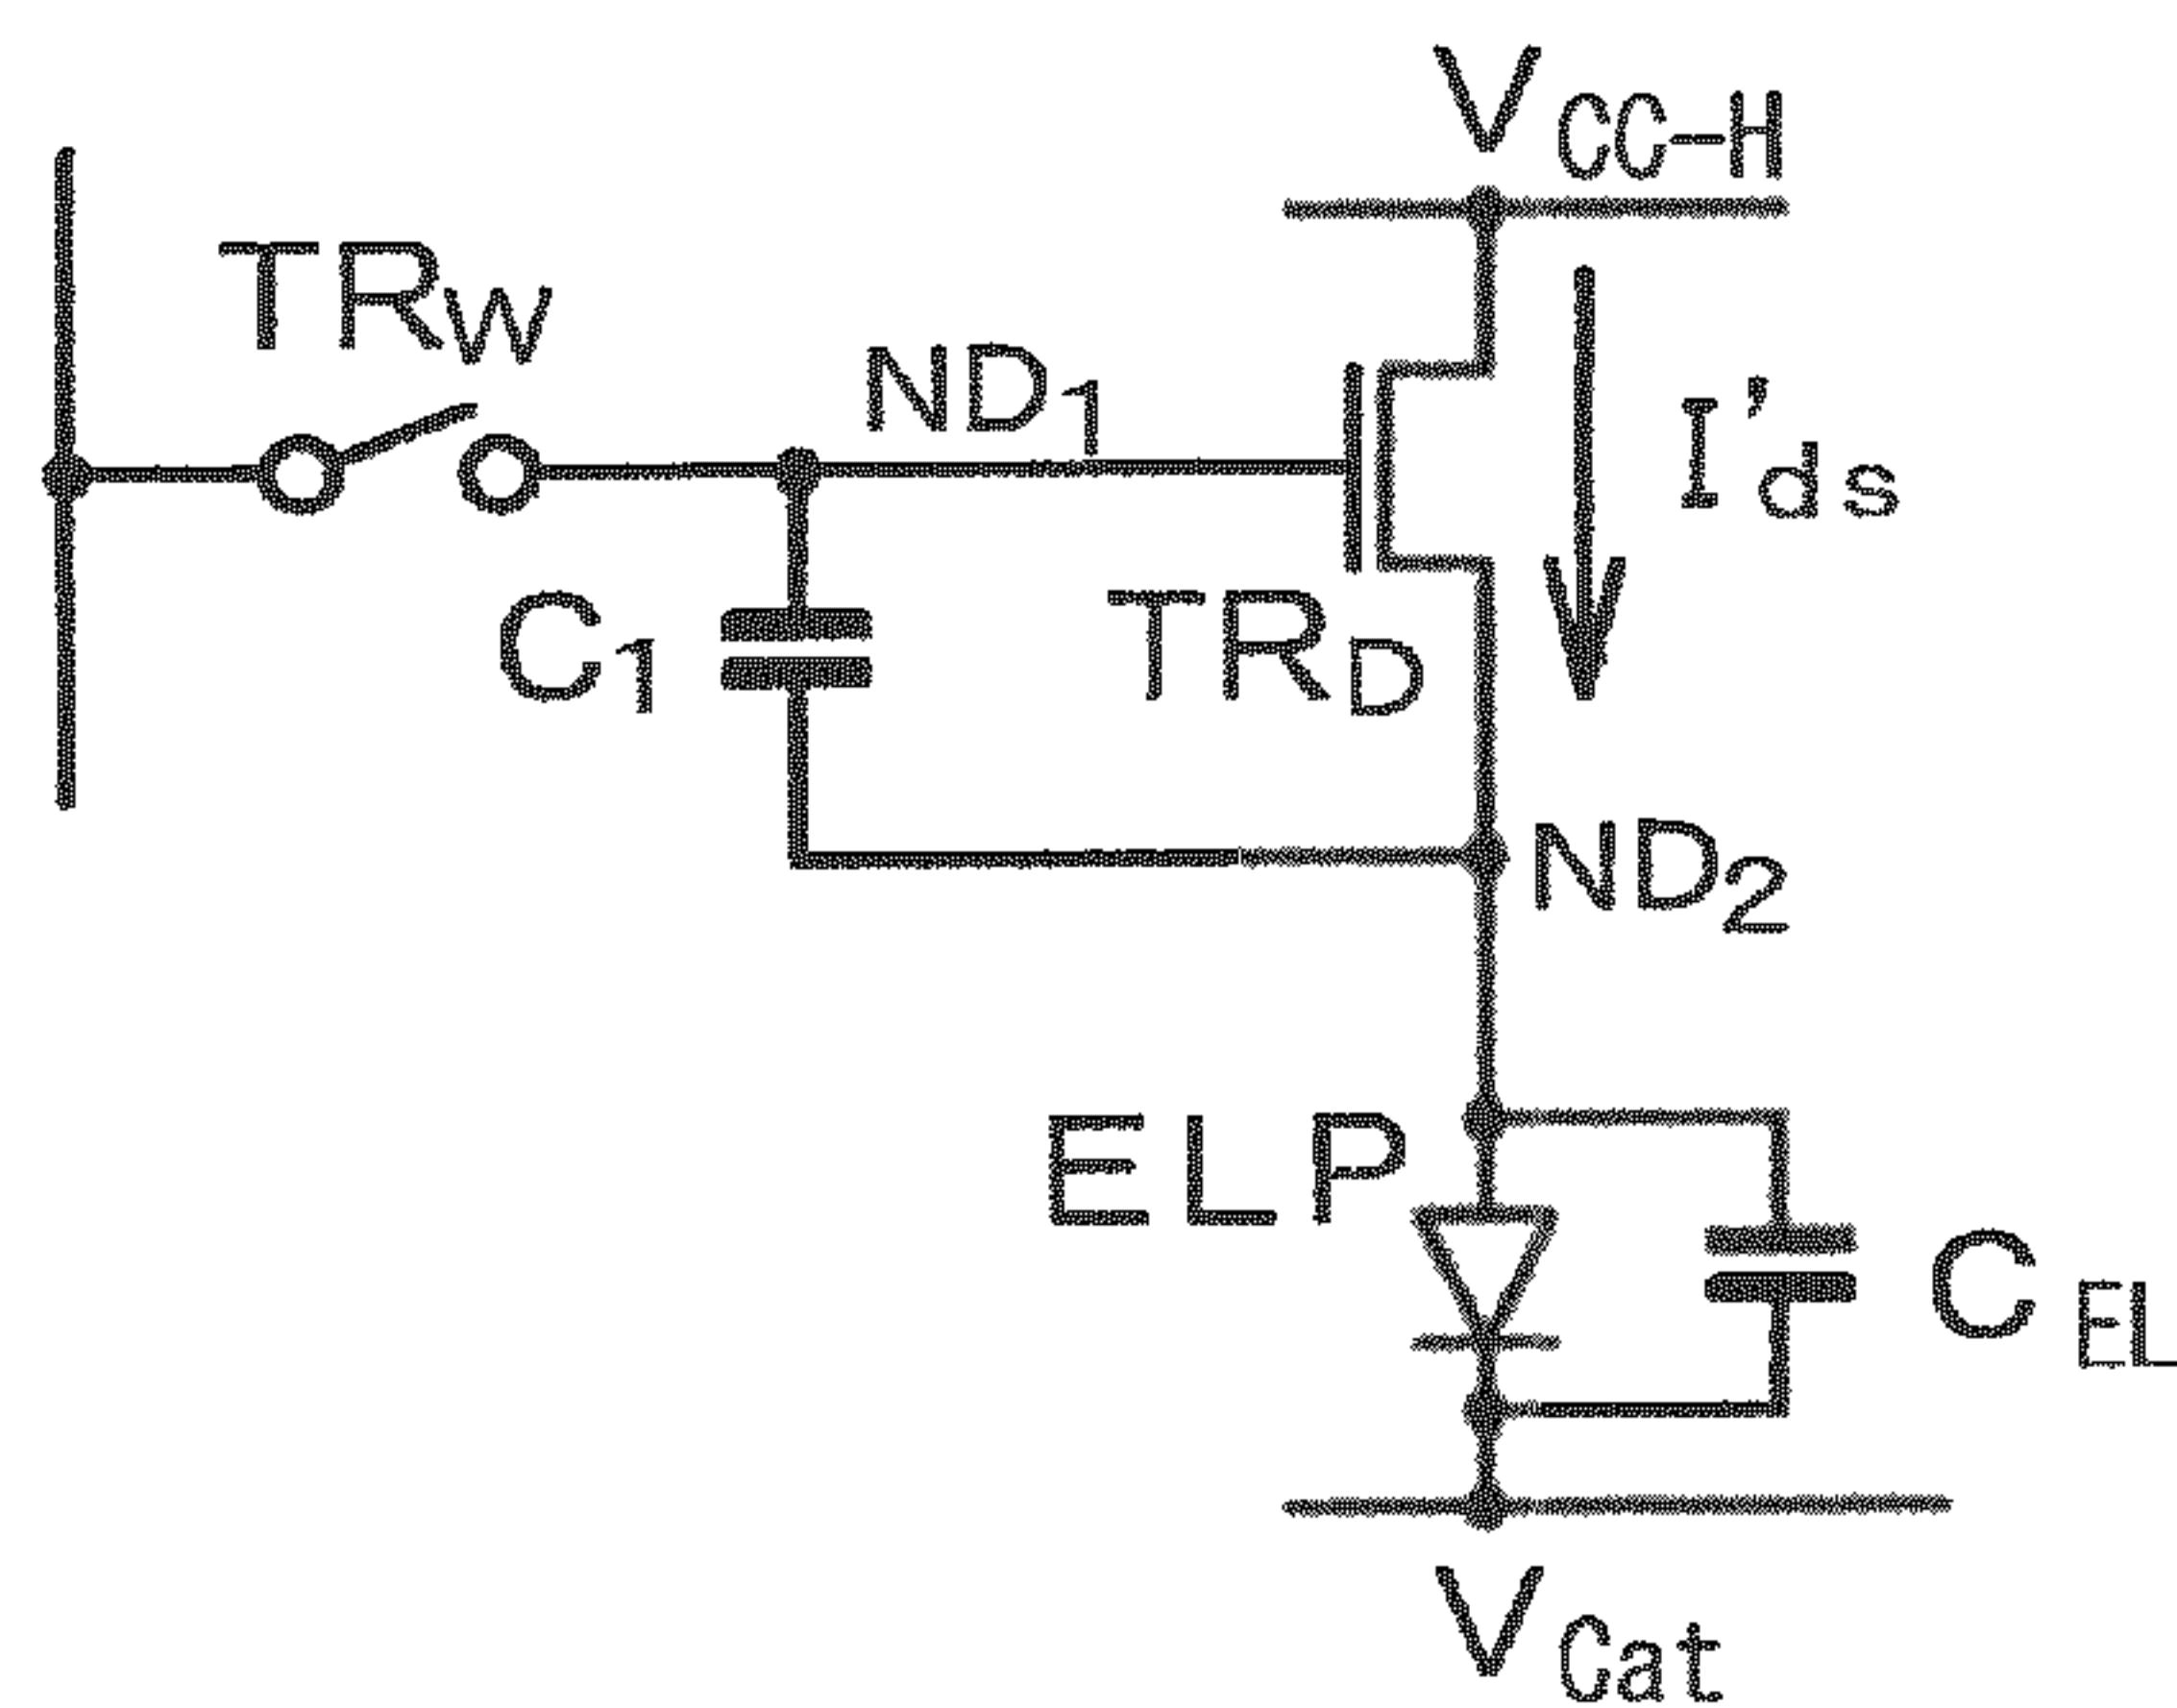 VCC-H
TRW
ND1
I'ds
C1
TRD
ND2
ELP
CEL
VCat